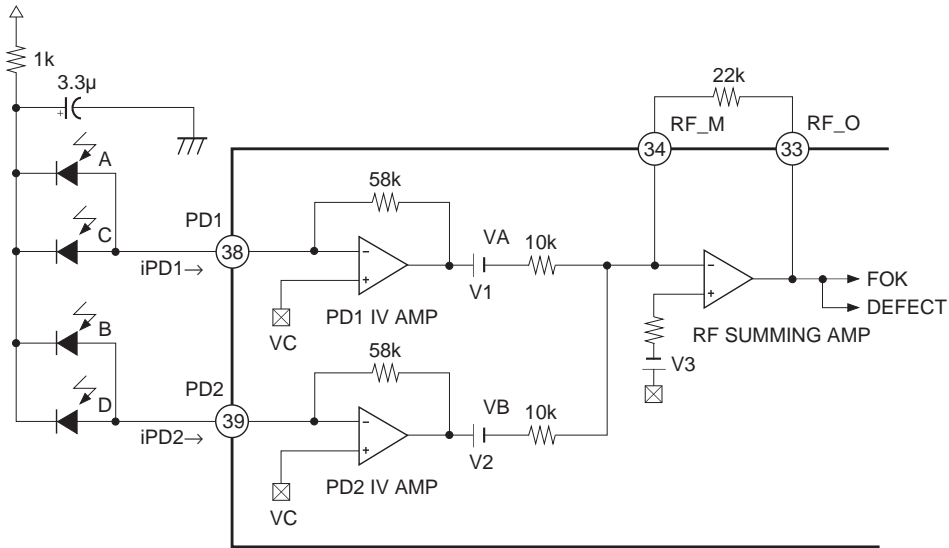 1k
3.3µ
+
A
C
B
D
PD1
38
iPD1→
PD2
39
iPD2→
58k
−
+
VC
PD1 IV AMP
VA
V1
10k
58k
−
+
VC
PD2 IV AMP
VB
V2
10k
22k
RF_M
RF_O
34
33
−
+
RF SUMMING AMP
V3
FOK
DEFECT